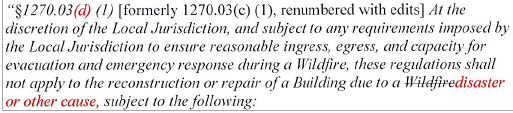 “§1270.03(d) (1) [formerly 1270.03(c) (1), renumbered with edits] At the
discretion of the Local Jurisdiction, and subject to any requirements imposed by
the Local Jurisdiction to ensure reasonable ingress, egress, and capacity for
evacuation and emergency response during a Wildfire, these regulations shall
not apply to the reconstruction or repair of a Building due to a Wildfiredisaster
or other cause, subject to the following: